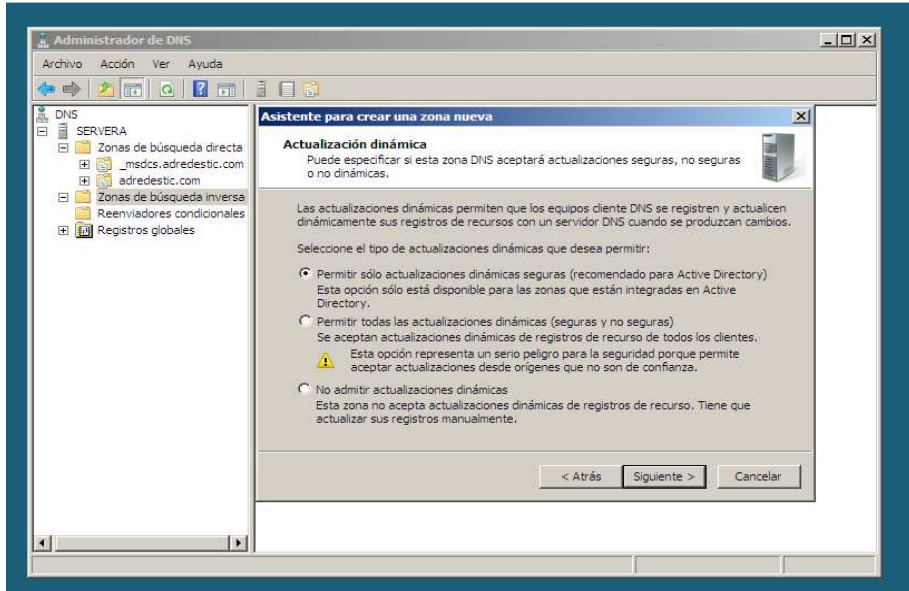 Administrador de DNS
Archivo Acción Ver Ayuda
DNS
SERVERA
Zonas de búsqueda directa
_msdcs.adredestic.com
adredestic.com
Zonas de búsqueda inversa
Reenviadores condicionales
Registros globales
Asistente para crear una zona nueva
Actualización dinámica
Puede especificar si esta zona DNS aceptará actualizaciones seguras, no seguras
o no dinámicas.
Las actualizaciones dinámicas permiten que los equipos cliente DNS se registren y actualicen
dinámicamente sus registros de recursos con un servidor DNS cuando se produzcan cambios.
Seleccione el tipo de actualizaciones dinámicas que desea permitir:
Permitir sólo actualizaciones dinámicas seguras (recomendado para Active Directory)
Esta opción sólo está disponible para las zonas que están integradas en Active
Directory.
Permitir todas las actualizaciones dinámicas (seguras y no seguras)
Se aceptan actualizaciones dinámicas de registros de recurso de todos los clientes.
Esta opción representa un serio peligro para la seguridad porque permite
aceptar actualizaciones desde orígenes que no son de confianza.
No admitir actualizaciones dinámicas
Esta zona no acepta actualizaciones dinámicas de registros de recurso. Tiene que
actualizar sus registros manualmente.
< Atrás Siguiente > Cancelar